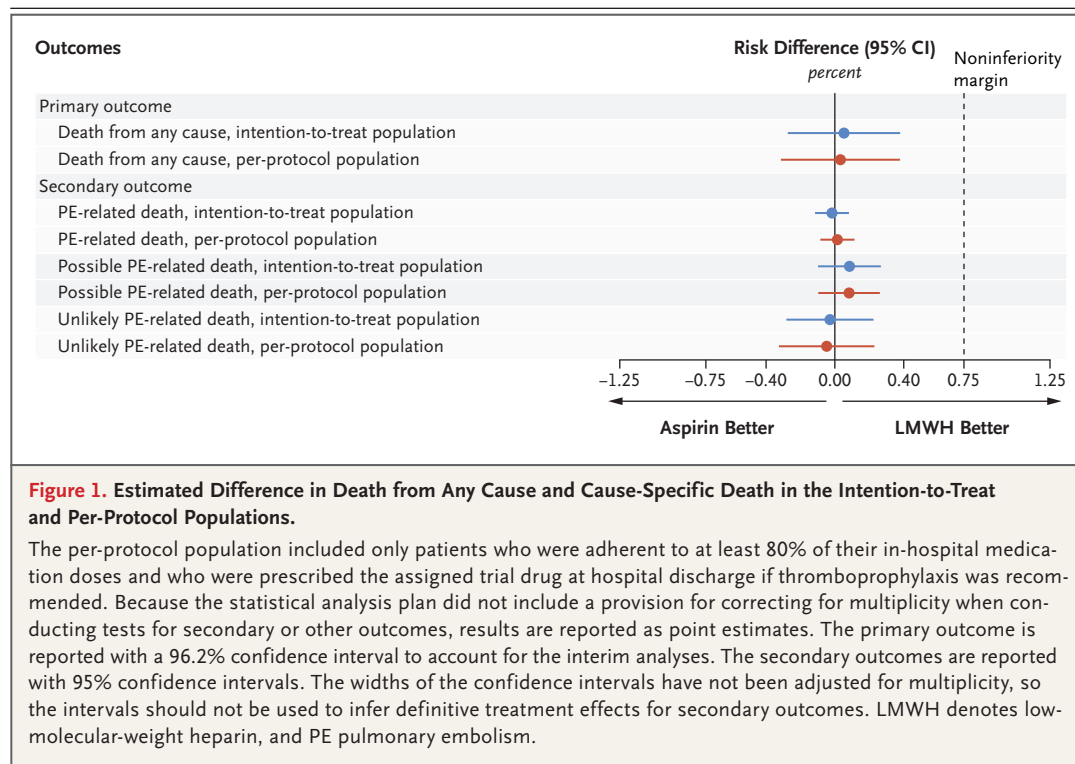 Outcomes
Risk Difference (95% CI)
percent
Noninferiority
margin
Primary outcome
Death from any cause, intention-to-treat population
Death from any cause, per-protocol population
Secondary outcome
PE-related death, intention-to-treat population
PE-related death, per-protocol population
Possible PE-related death, intention-to-treat population
Possible PE-related death, per-protocol population
Unlikely PE-related death, intention-to-treat population
Unlikely PE-related death, per-protocol population
−1.25 −0.75 −0.40 0.00 0.40 0.75 1.25
Aspirin Better LMWH Better
Figure 1. Estimated Difference in Death from Any Cause and Cause-Specific Death in the Intention-to-Treat
and Per-Protocol Populations.
The per-protocol population included only patients who were adherent to at least 80% of their in-hospital medica-
tion doses and who were prescribed the assigned trial drug at hospital discharge if thromboprophylaxis was recom-
mended. Because the statistical analysis plan did not include a provision for correcting for multiplicity when con-
ducting tests for secondary or other outcomes, results are reported as point estimates. The primary outcome is
reported with a 96.2% confidence interval to account for the interim analyses. The secondary outcomes are reported
with 95% confidence intervals. The widths of the confidence intervals have not been adjusted for multiplicity, so
the intervals should not be used to infer definitive treatment effects for secondary outcomes. LMWH denotes low-
molecular-weight heparin, and PE pulmonary embolism.